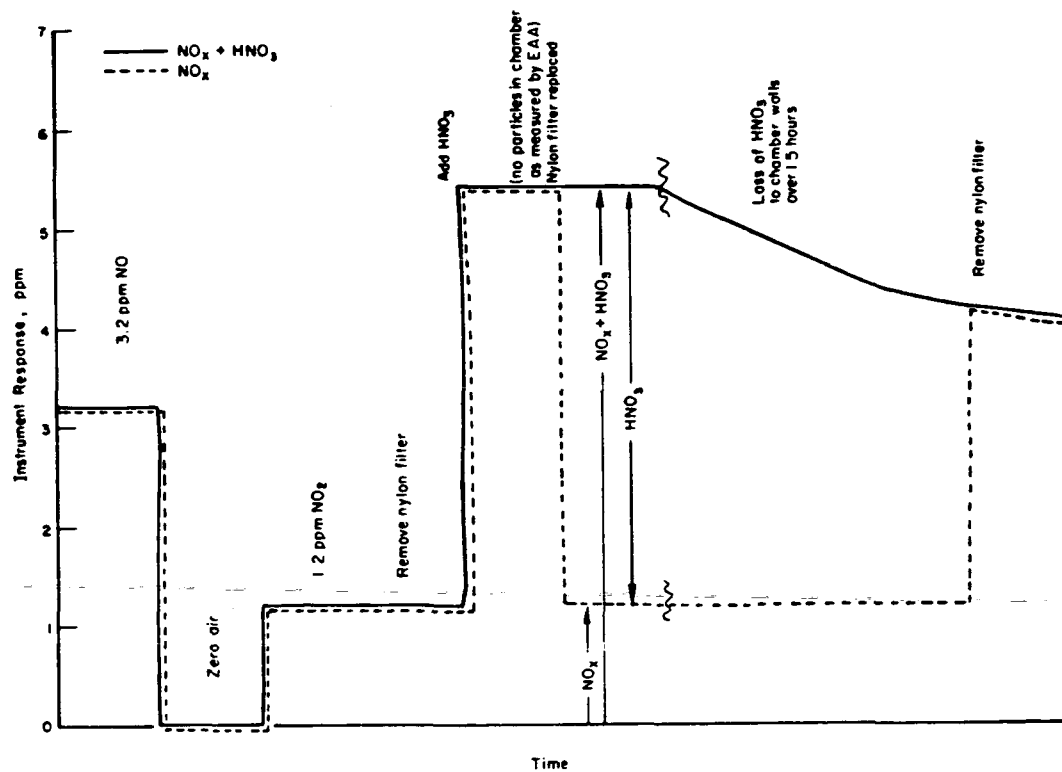 7
6
5
4
3
2
1
0
Instrument Response, ppm
NOx + HNO3
NOx
3.2 ppm NO
Zero air
1 2 ppm NO2
Remove nylon filter
Add HNO3
(no particles in chamber
as measured by EAA)
Nylon filter replaced
NOx
NOx + HNO3
HNO3
Loss of HNO3
to chamber walls
over 1 5 hours
Remove nylon filter
Time